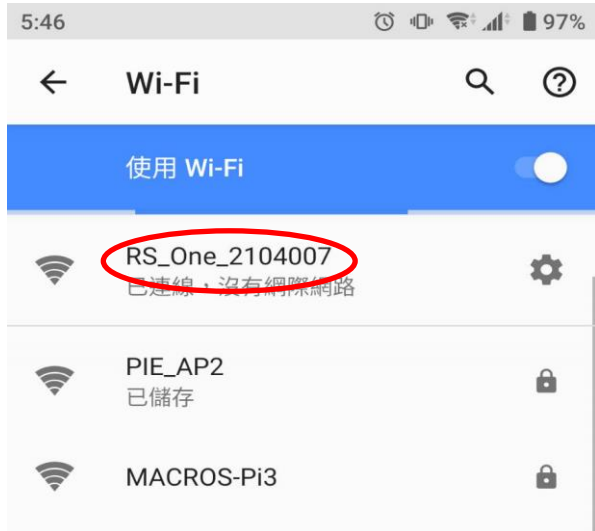 5:46 97%
Wi-Fi
使用 Wi-Fi
RS_One_2104007
已連線，沒有網際網路
PIE_AP2
已儲存
MACROS-Pi3